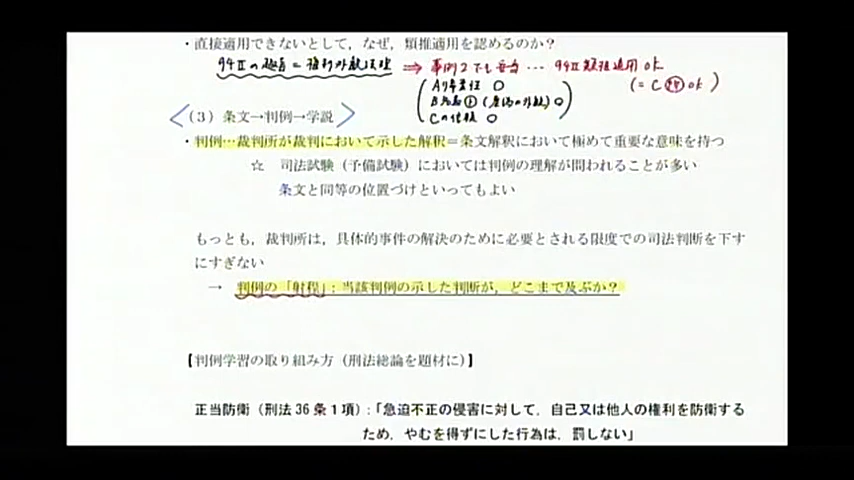 ・直接適用できないとして，なぜ，類推適用を認めるのか？
94Ⅱの趣旨＝権利外観法理 ⇒ 事例2でも妥当… 94Ⅱ類推適用ok
A帰責性 ○ (＝C 善 ok)
B名義 (虚偽の外観) ○
Cの信頼 ○
（3）条文→判例→学説
・判例…裁判所が裁判において示した解釈＝条文解釈において極めて重要な意味を持つ
☆ 司法試験（予備試験）においては判例の理解が問われることが多い
条文と同等の位置づけといってもよい
もっとも，裁判所は，具体的事件の解決のために必要とされる限度での司法判断を下す
にすぎない
→ 判例の「射程」：当該判例の示した判断が，どこまで及ぶか？
【判例学習の取り組み方（刑法総論を題材に）】
正当防衛（刑法36条1項）：「急迫不正の侵害に対して，自己又は他人の権利を防衛する
ため，やむを得ずにした行為は，罰しない」